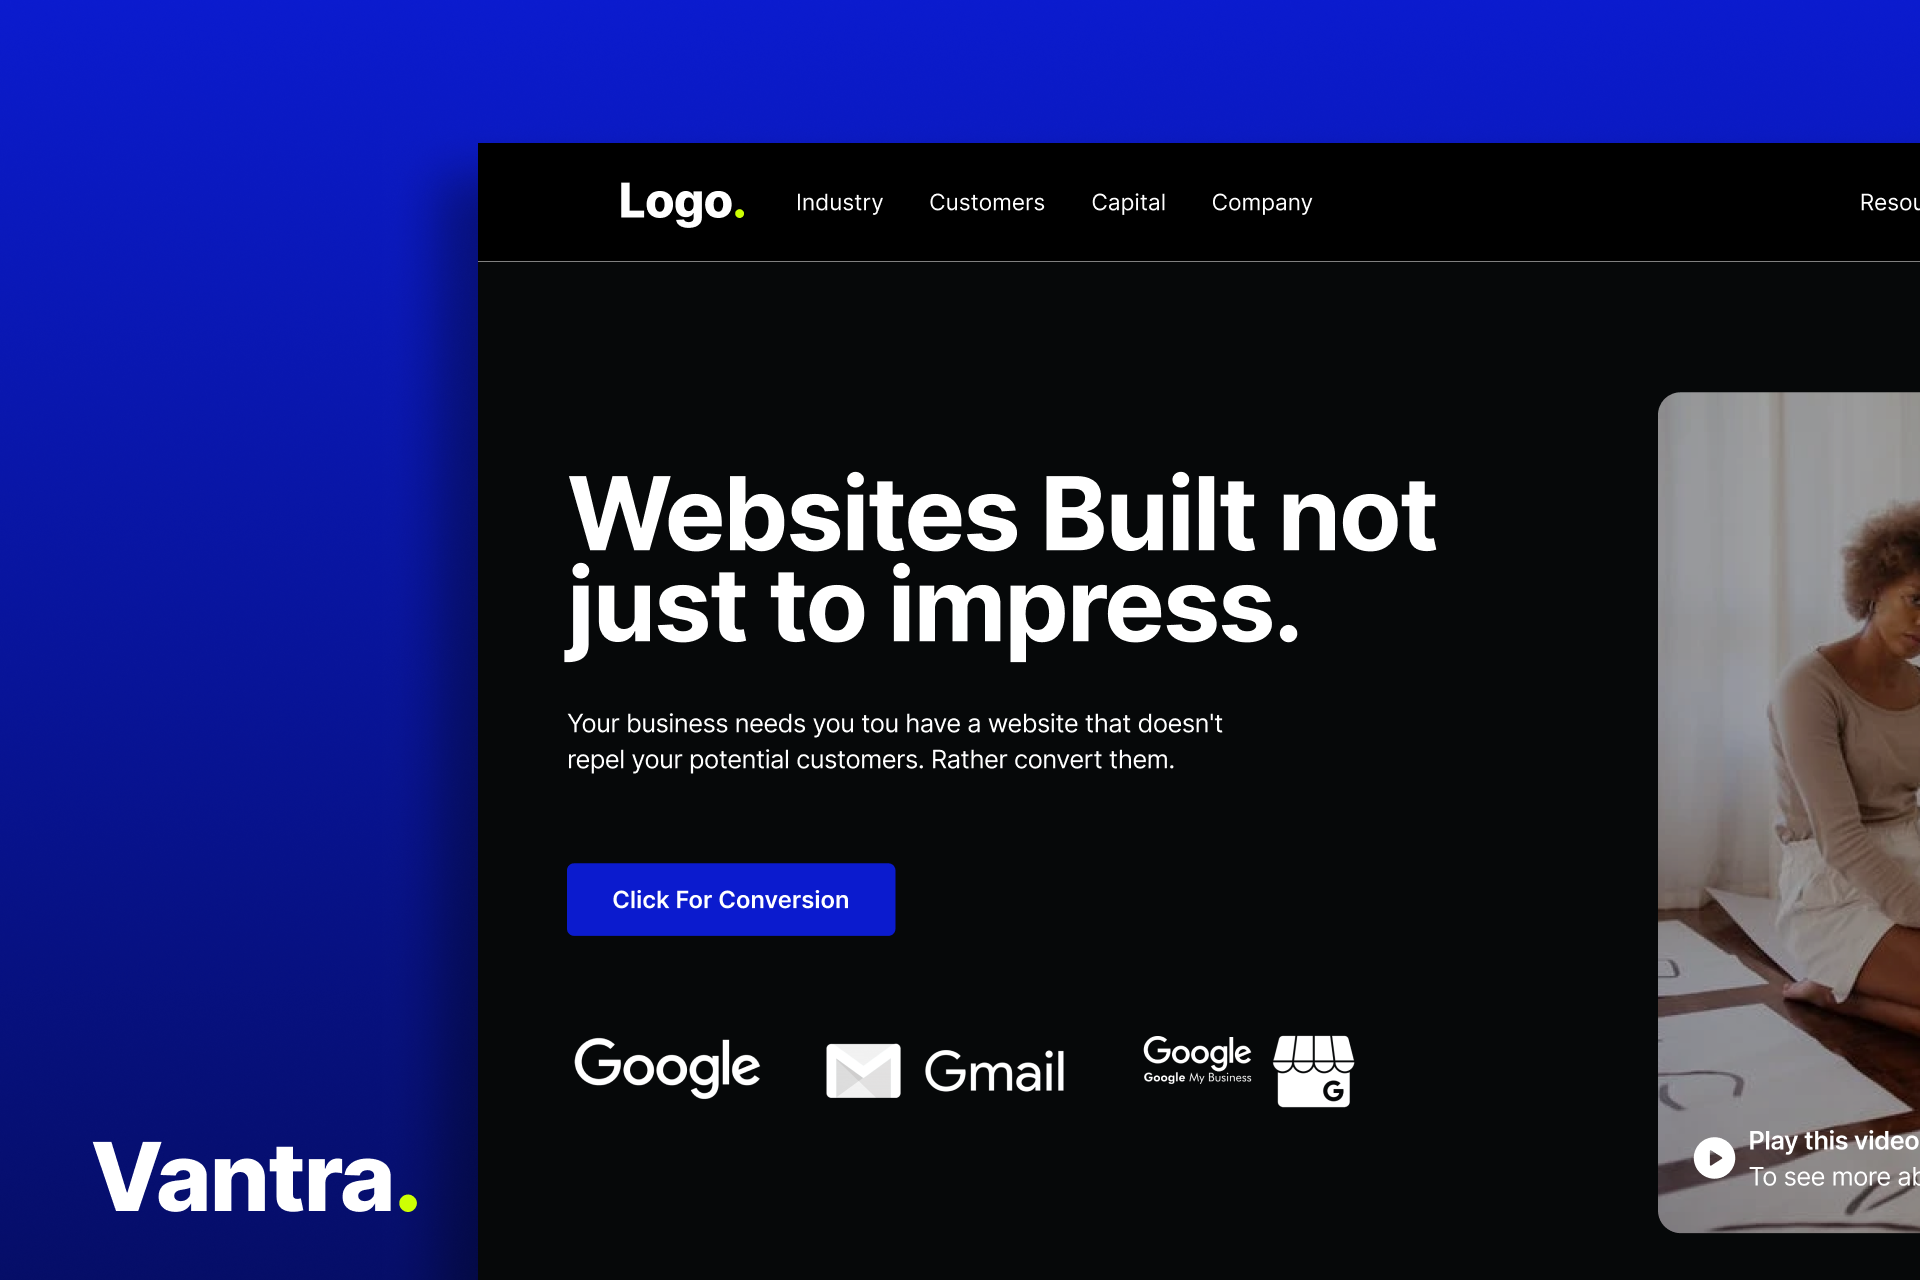 Logo.
Industry Customers Capital Company
Resou
Websites Built not
just to impress.
Your business needs you tou have a website that doesn't
repel your potential customers. Rather convert them.
Click For Conversion
Google
Gmail
Google
Google My Business
G
Play this video
To see more ab
Vantra.